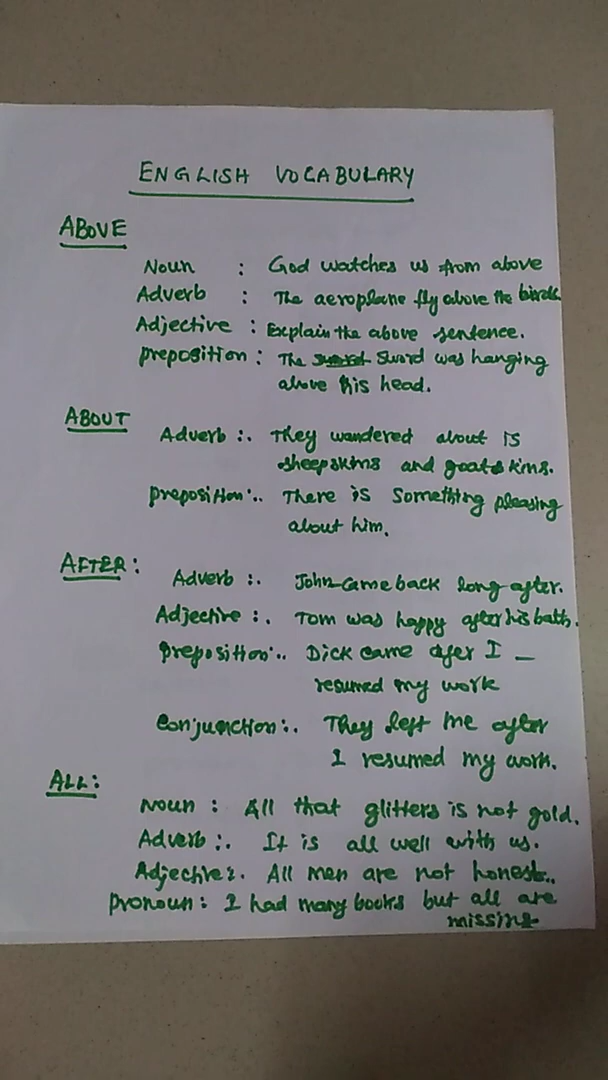 ENGLISH VOCABULARY
ABOVE
Noun : God watches us from above
Adverb : The aeroplane fly above the birds.
Adjective : Explain the above sentence.
preposition : The Sword was hanging
above his head.
ABOUT
Adverb :. They wandered about is
sheepskins and goatskins.
preposition:.. There is something pleasing
about him.
AFTER:
Adverb :. John came back long after.
Adjective :. Tom was happy after his bath.
preposition:.. Dick came afer I _
resumed my work
Conjunction:. They left me after
I resumed my work.
ALL:
Noun : All that glitters is not gold.
Adverb:. It is all well with us.
Adjective:. All men are not honest..
pronoun: I had many books but all are
missing